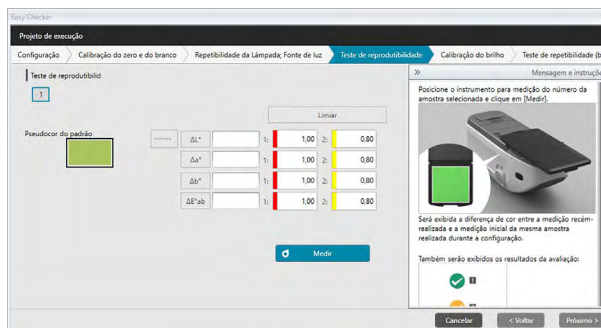 Easy Checker
Projeto de execução
Configuração
Calibração do zero e do branco
Repetibilidade da Lâmpada; Fonte de luz
Teste de reprodutibilidade
Calibração do brilho
Teste de repetibilidade (b
Teste de reprodutibilid
1
Pseudocor do padrão
Limiar
------ ΔL* 1: 1,00 2: 0,80
Δa* 1: 1,00 2: 0,80
Δb* 1: 1,00 2: 0,80
ΔE*ab 1: 1,00 2: 0,80
Medir
» Mensagem e instruçõ
Posicione o instrumento para medição do número da
amostra selecionada e clique em [Medir].
Será exibida a diferença de cor entre a medição recém-
realizada e a medição inicial da mesma amostra
realizada durante a configuração.
Também serão exibidos os resultados da avaliação:
1
Cancelar
< Voltar
Próximo >